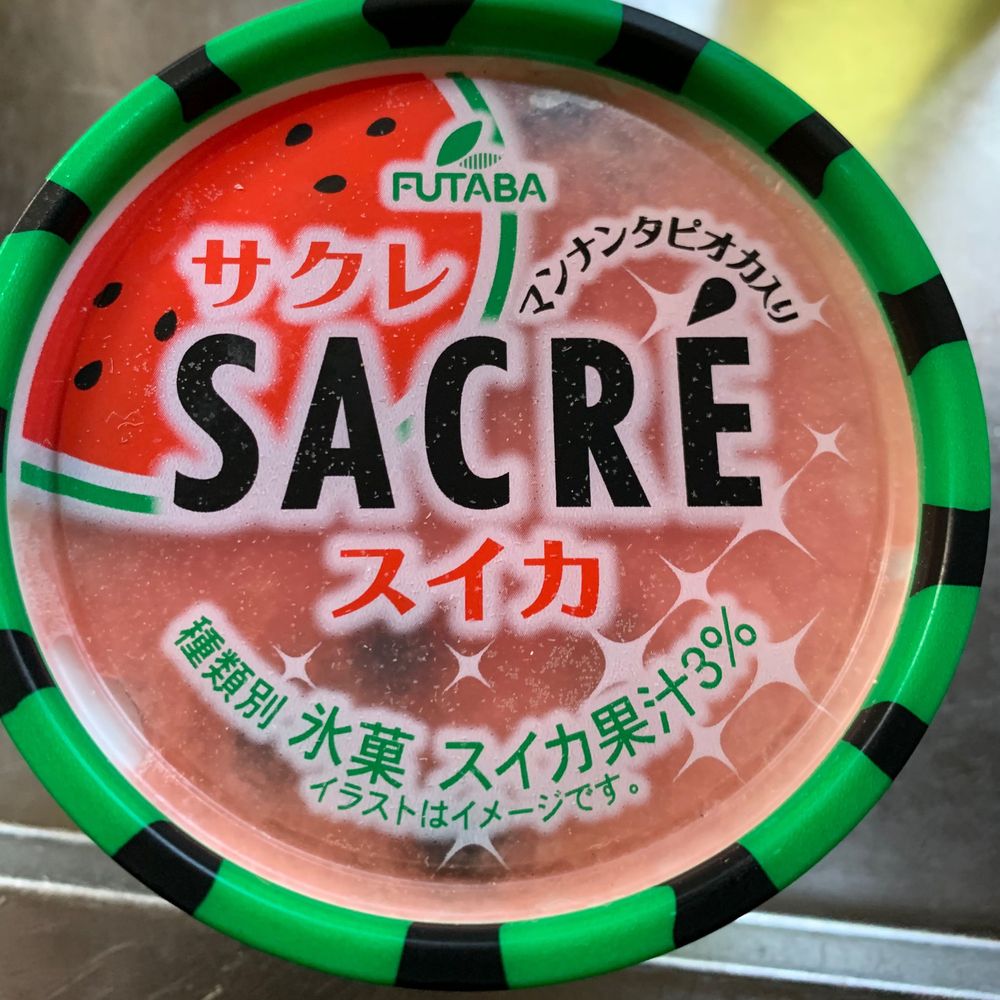 FUTABA
サクレ
マンナンタピオカ入り
SACRÉ
スイカ
種類別 氷菓 スイカ果汁3%
イラストはイメージです。